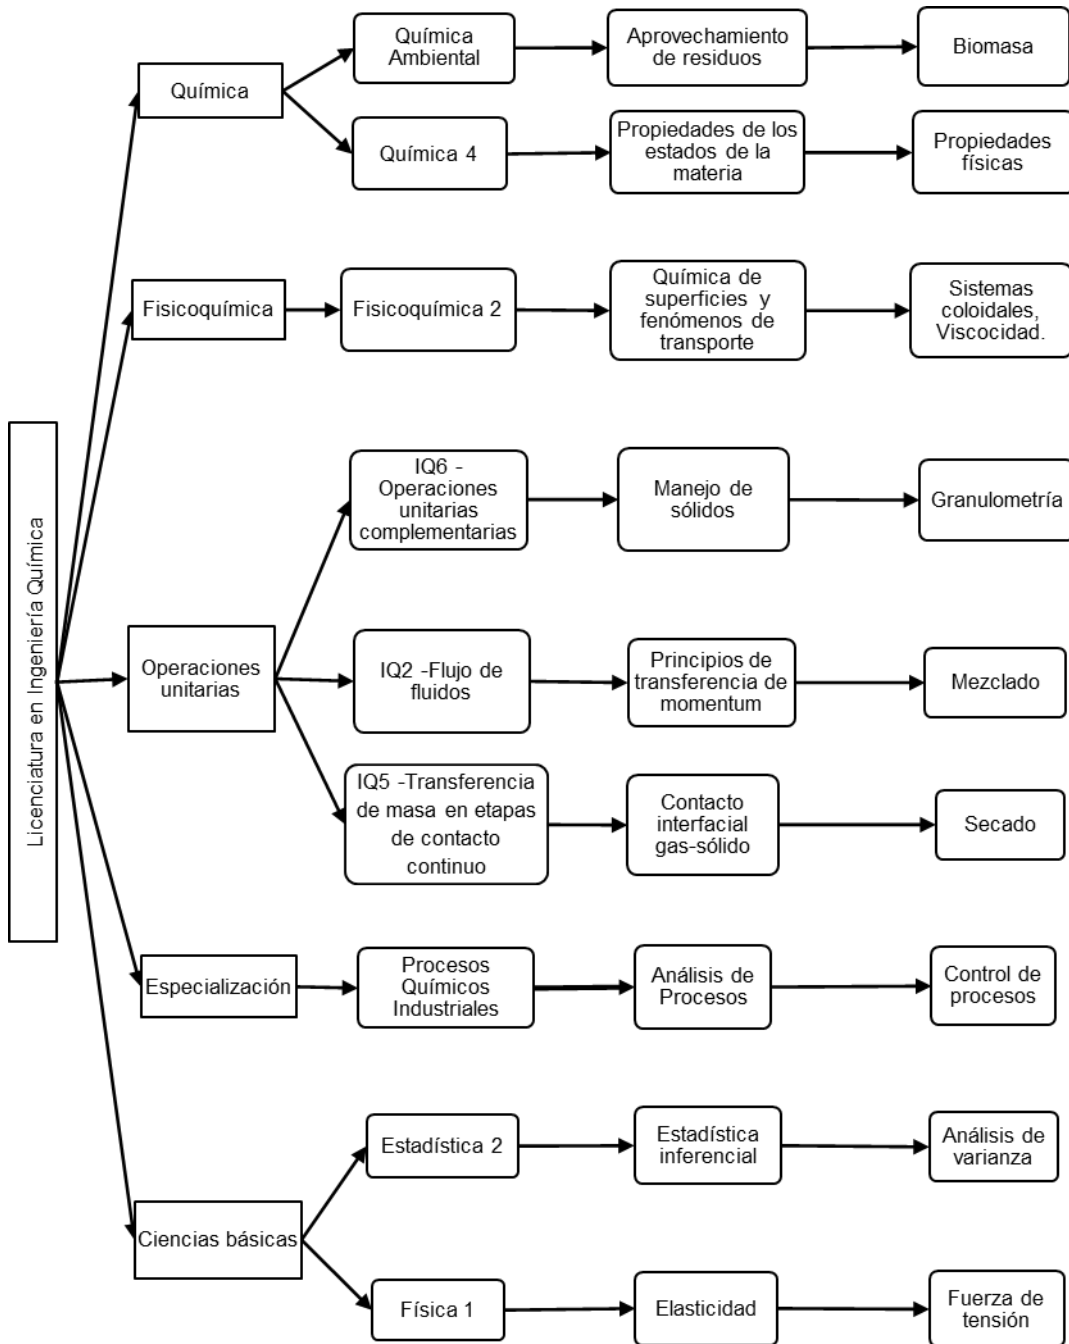 Licenciatura en Ingeniería Química
Química
Química
Ambiental
Aprovechamiento
de residuos
Biomasa
Química 4
Propiedades de los
estados de la
materia
Propiedades
físicas
Fisicoquímica
Fisicoquímica 2
Química de
superficies y
fenómenos de
transporte
Sistemas
coloidales,
Viscocidad.
Operaciones
unitarias
IQ6 -
Operaciones
unitarias
complementarias
Manejo de
sólidos
Granulometría
IQ2 -Flujo de
fluidos
Principios de
transferencia de
momentum
Mezclado
IQ5 -Transferencia
de masa en etapas
de contacto
continuo
Contacto
interfacial
gas-sólido
Secado
Especialización
Procesos
Químicos
Industriales
Análisis de
Procesos
Control de
procesos
Ciencias básicas
Estadística 2
Estadística
inferencial
Análisis de
varianza
Física 1
Elasticidad
Fuerza de
tensión